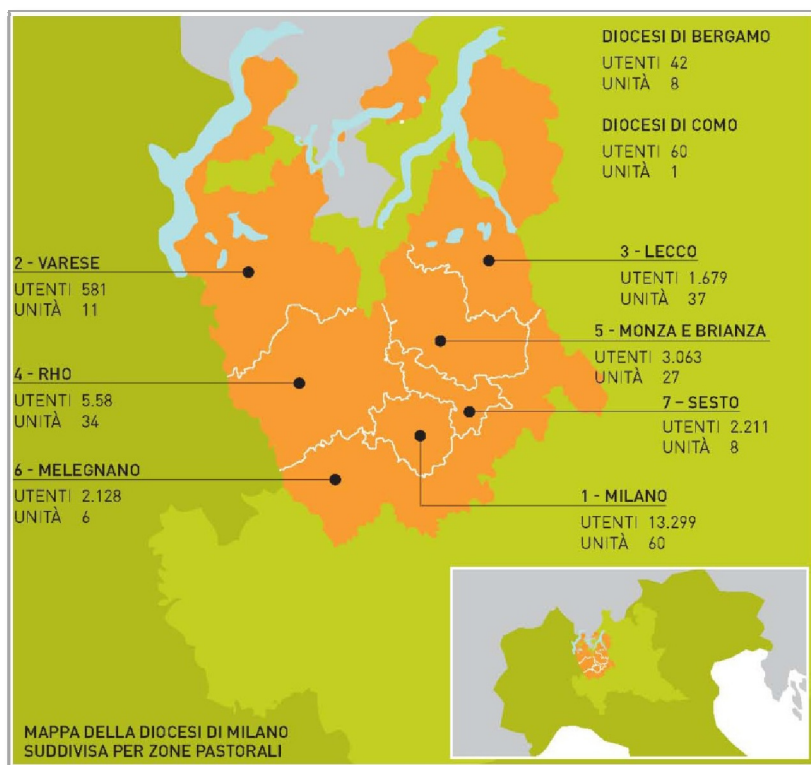 DIOCESI DI BERGAMO
UTENTI 42
UNITÀ 8
DIOCESI DI COMO
UTENTI 60
UNITÀ 1
2 - VARESE
UTENTI 581
UNITÀ 11
3 - LECCO
UTENTI 1.679
UNITÀ 37
5 - MONZA E BRIANZA
UTENTI 3.063
UNITÀ 27
4 - RHO
UTENTI 5.58
UNITÀ 34
7 - SESTO
UTENTI 2.211
UNITÀ 8
6 - MELEGNANO
UTENTI 2.128
UNITÀ 6
1 - MILANO
UTENTI 13.299
UNITÀ 60
MAPPA DELLA DIOCESI DI MILANO
SUDDIVISA PER ZONE PASTORALI